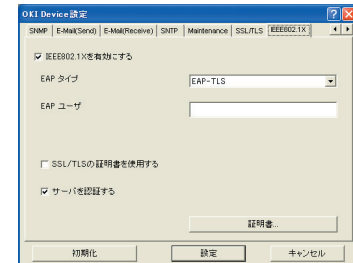 OKI Device設定
SNMP E-Mail(Send) E-Mail(Receive) SNTP Maintenance SSL/TLS IEEE802.1X
IEEE802.1Xを有効にする
EAP タイプ EAP-TLS
EAP ユーザ
SSL/TLSの証明書を使用する
サーバを認証する
証明書...
初期化 設定 キャンセル